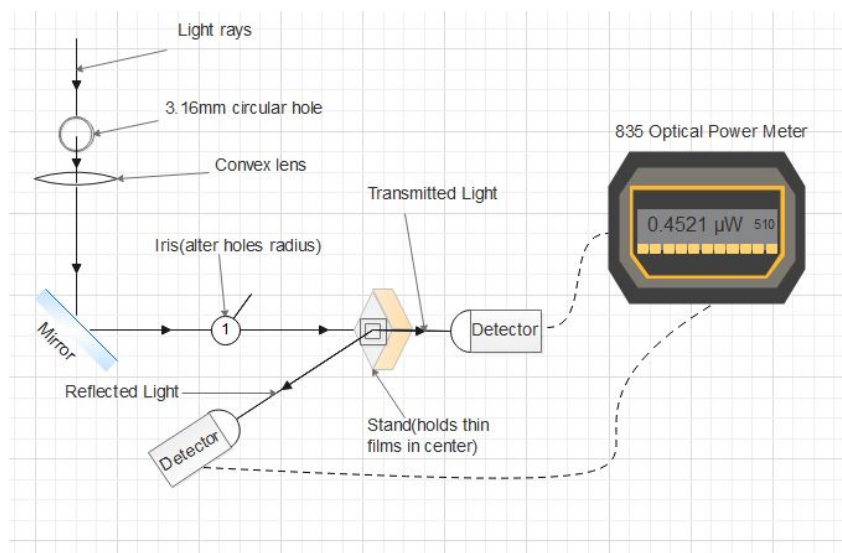 Light rays
3.16mm circular hole
835 Optical Power Meter
Convex lens
Transmitted Light
0.4521 µW 510
Iris(alter holes radius)
1
Detector
Mirror
Reflected Light
Stand(holds thin
films in center)
Detector